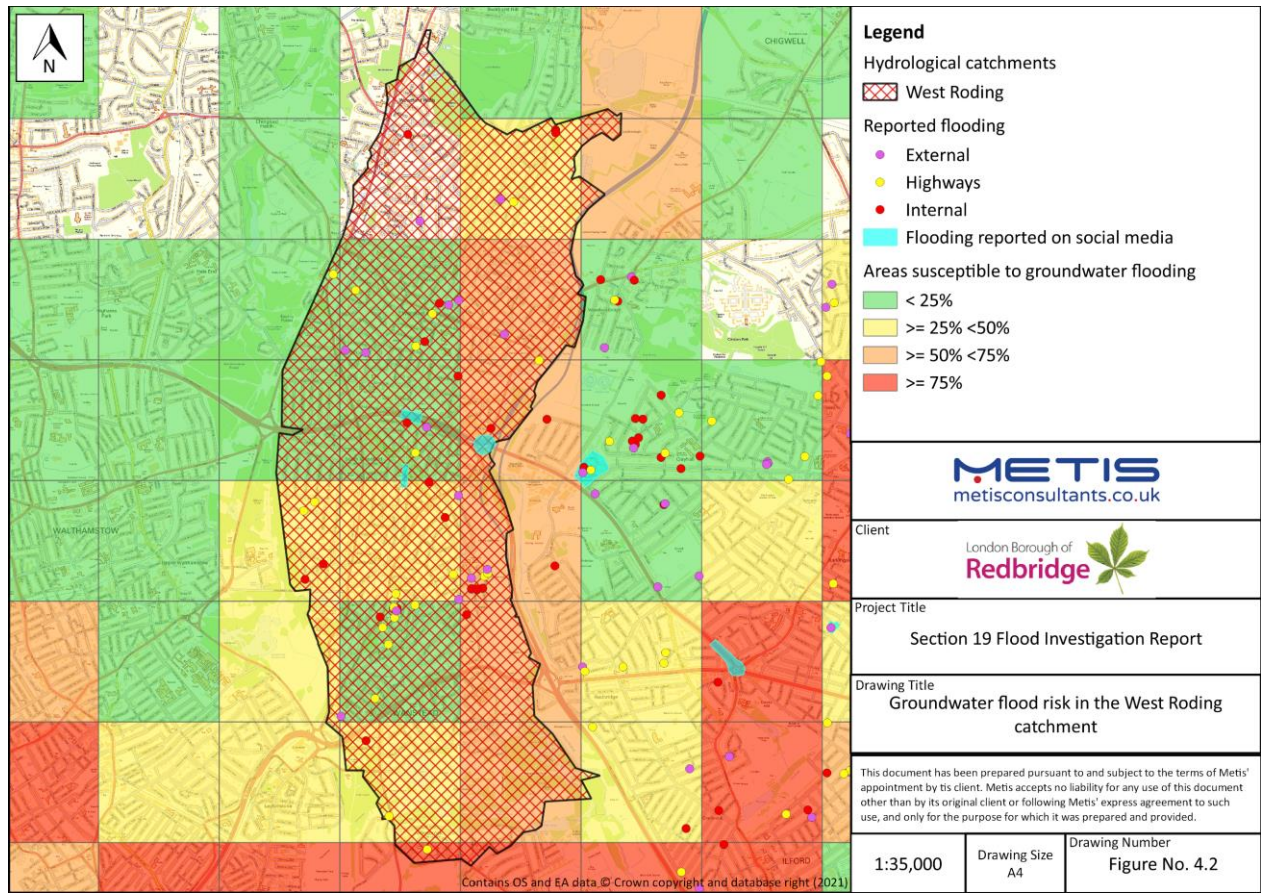 N
CHIGWELL
WALTHAMSTOW
WANSTEAD
Redbridge
ILFORD
Contains OS and EA data © Crown copyright and database right (2021)
Legend
Hydrological catchments
West Roding
Reported flooding
External
Highways
Internal
Flooding reported on social media
Areas susceptible to groundwater flooding
< 25%
>= 25% <50%
>= 50% <75%
>= 75%
METIS
metisconsultants.co.uk
Client
London Borough of
Redbridge
Project Title
Section 19 Flood Investigation Report
Drawing Title
Groundwater flood risk in the West Roding
catchment
This document has been prepared pursuant to and subject to the terms of Metis'
appointment by tis client. Metis accepts no liability for any use of this document
other than by its original client or following Metis' express agreement to such
use, and only for the purpose for which it was prepared and provided.
1:35,000
Drawing Size
A4
Drawing Number
Figure No. 4.2